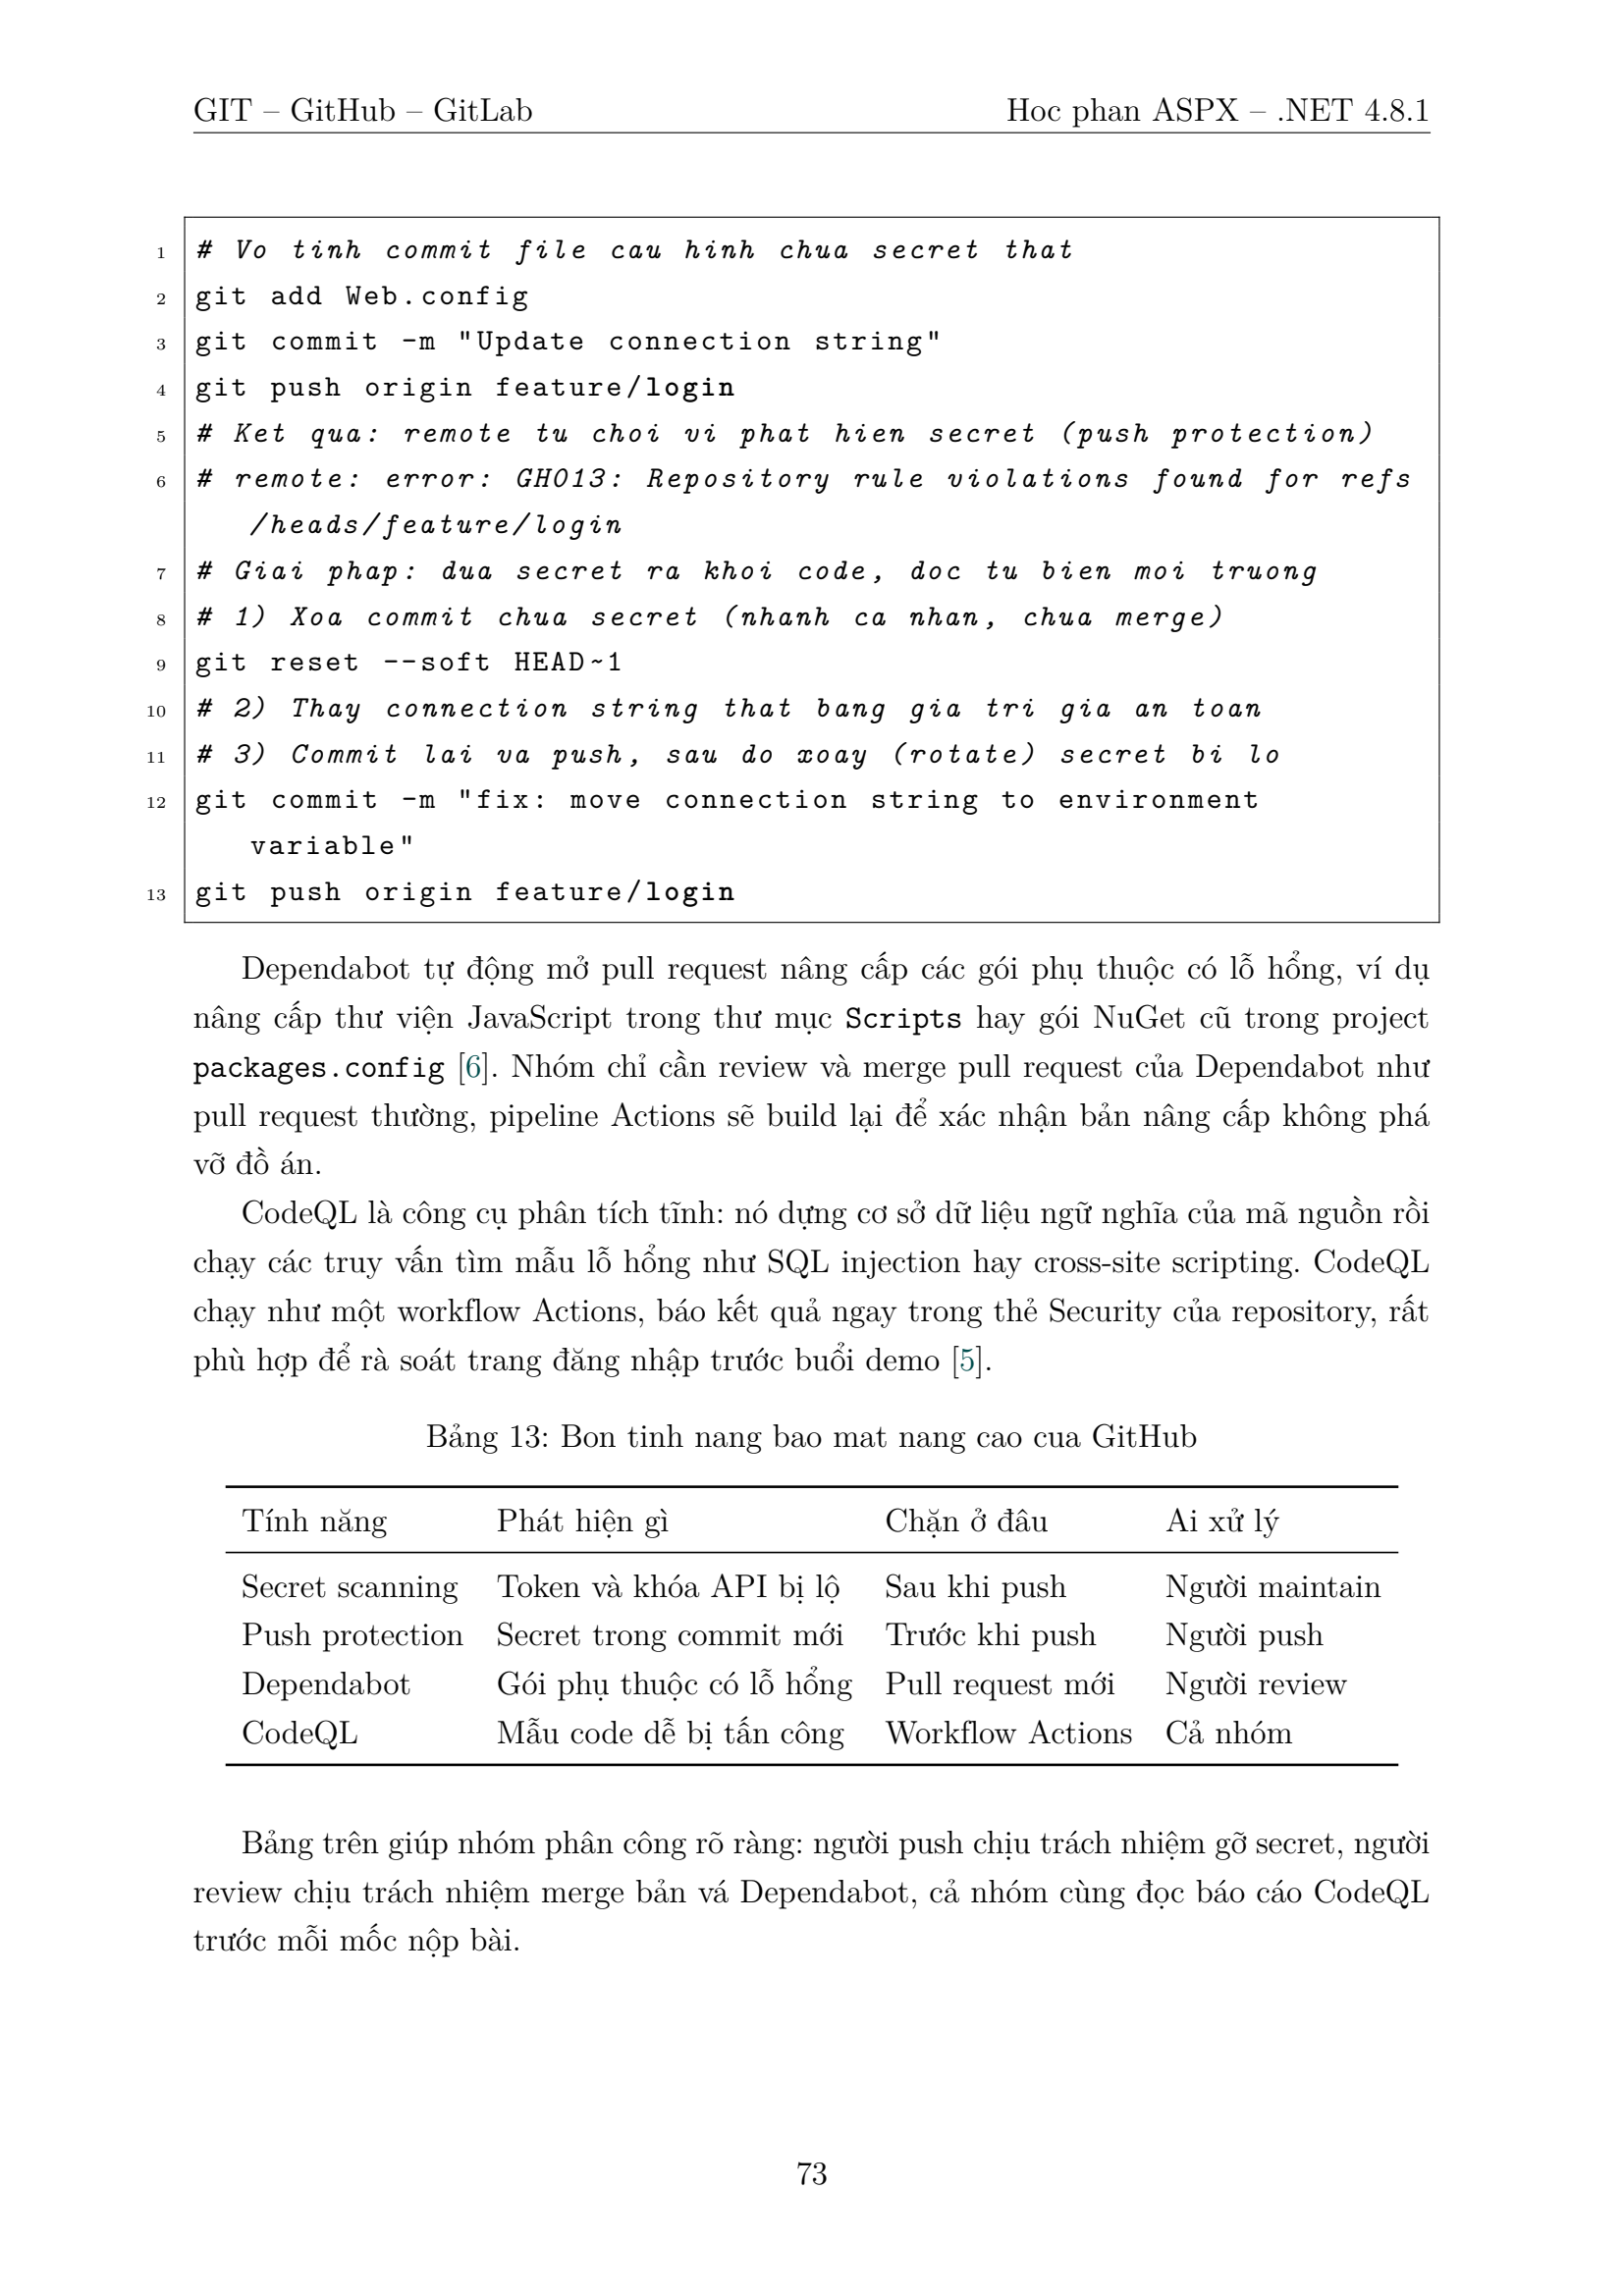 GIT – GitHub – GitLab
Hoc phan ASPX – .NET 4.8.1
1 # Vo tinh commit file cau hinh chua secret that
2 git add Web.config
3 git commit -m "Update connection string"
4 git push origin feature/login
5 # Ket qua: remote tu choi vi phat hien secret (push protection)
6 # remote: error: GH013: Repository rule violations found for refs
/heads/feature/login
7 # Giai phap: dua secret ra khoi code, doc tu bien moi truong
8 # 1) Xoa commit chua secret (nhanh ca nhan, chua merge)
9 git reset --soft HEAD~1
10 # 2) Thay connection string that bang gia tri gia an toan
11 # 3) Commit lai va push, sau do xoay (rotate) secret bi lo
12 git commit -m "fix: move connection string to environment
variable"
13 git push origin feature/login
Dependabot tự động mở pull request nâng cấp các gói phụ thuộc có lỗ hổng, ví dụ
nâng cấp thư viện JavaScript trong thư mục Scripts hay gói NuGet cũ trong project
packages.config [6]. Nhóm chỉ cần review và merge pull request của Dependabot như
pull request thường, pipeline Actions sẽ build lại để xác nhận bản nâng cấp không phá
vỡ đồ án.
CodeQL là công cụ phân tích tĩnh: nó dựng cơ sở dữ liệu ngữ nghĩa của mã nguồn rồi
chạy các truy vấn tìm mẫu lỗ hổng như SQL injection hay cross-site scripting. CodeQL
chạy như một workflow Actions, báo kết quả ngay trong thẻ Security của repository, rất
phù hợp để rà soát trang đăng nhập trước buổi demo [5].
Bảng 13: Bon tinh nang bao mat nang cao cua GitHub
Tính năng Phát hiện gì Chặn ở đâu Ai xử lý
Secret scanning Token và khóa API bị lộ Sau khi push Người maintain
Push protection Secret trong commit mới Trước khi push Người push
Dependabot Gói phụ thuộc có lỗ hổng Pull request mới Người review
CodeQL Mẫu code dễ bị tấn công Workflow Actions Cả nhóm
Bảng trên giúp nhóm phân công rõ ràng: người push chịu trách nhiệm gỡ secret, người
review chịu trách nhiệm merge bản vá Dependabot, cả nhóm cùng đọc báo cáo CodeQL
trước mỗi mốc nộp bài.
73